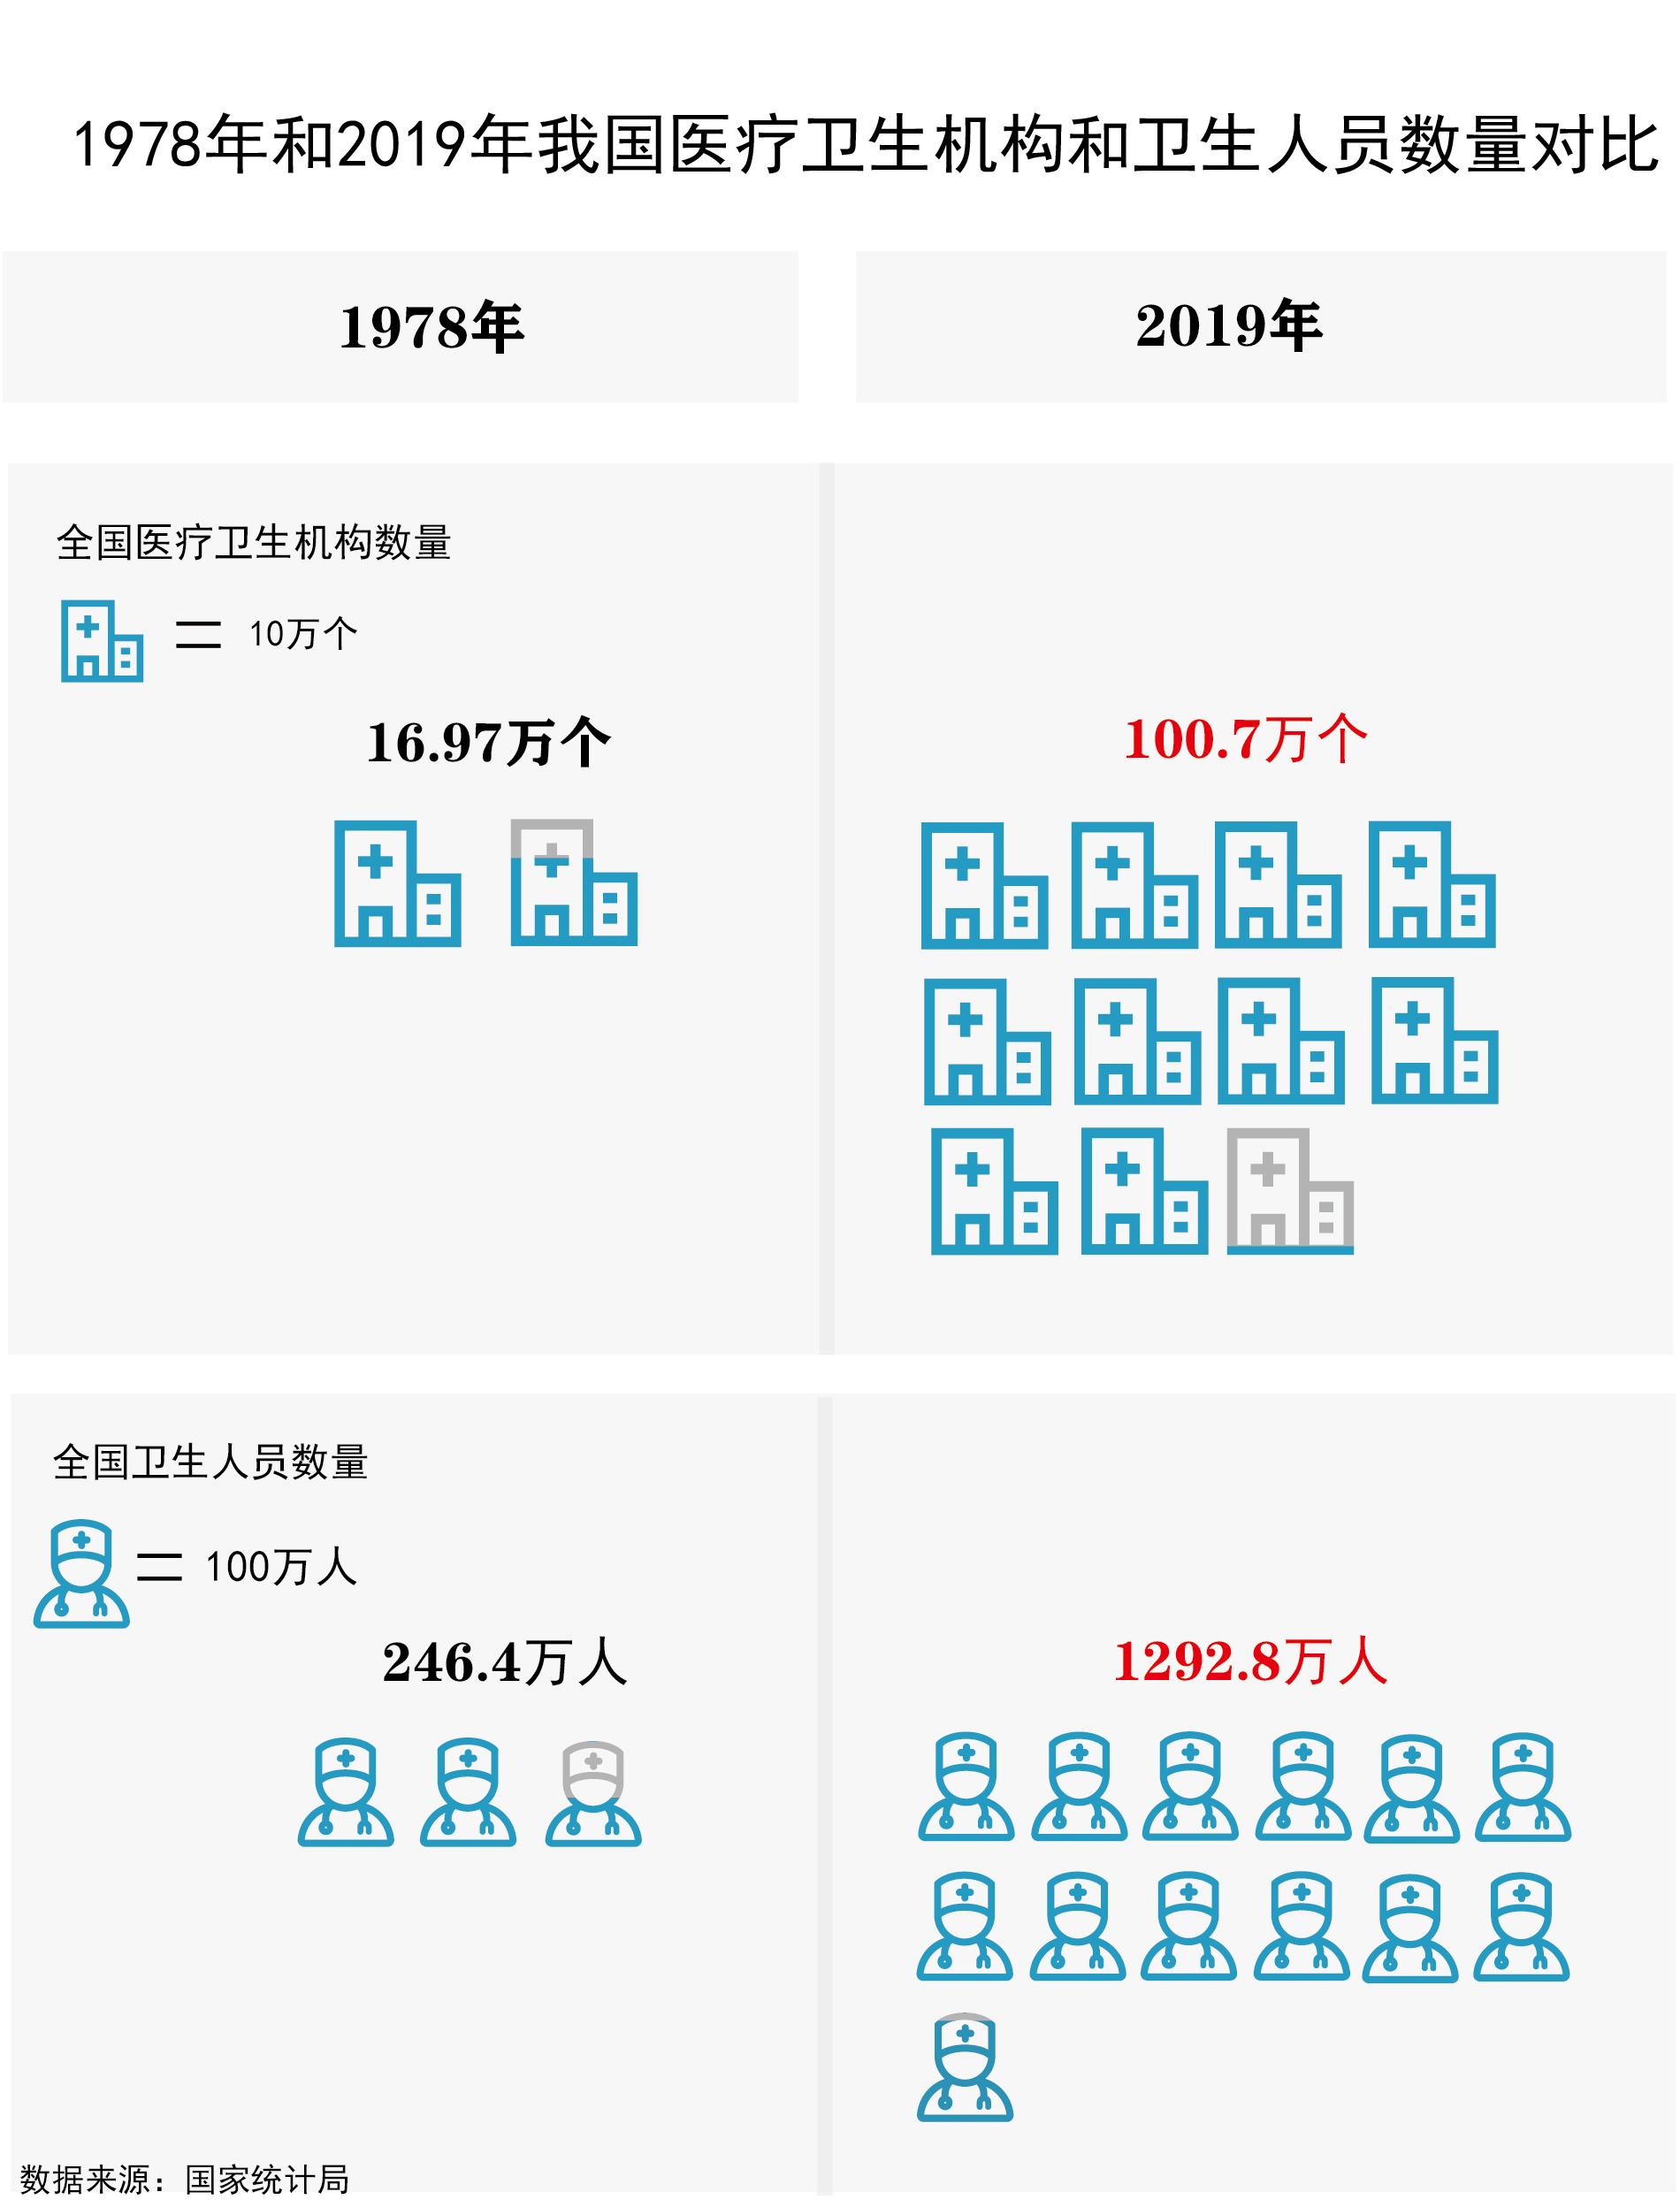 1978年和2019年我国医疗卫生机构和卫生人员数量对比
1978年
2019年
全国医疗卫生机构数量
= 10万个
16.97万个
100.7万个
全国卫生人员数量
= 100万人
246.4万人
1292.8万人
数据来源：国家统计局